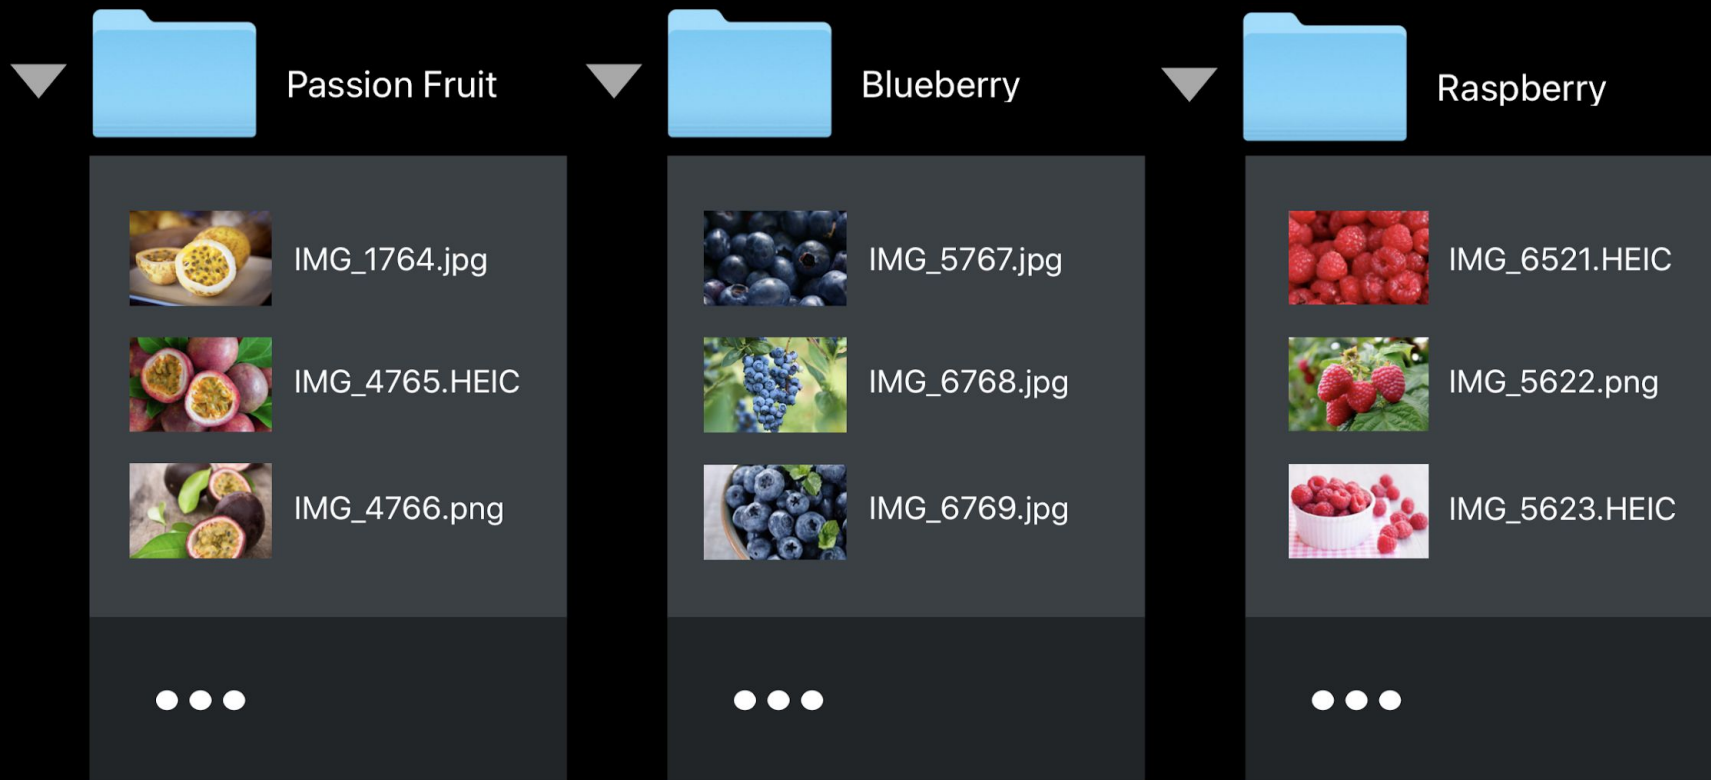 Passion Fruit
IMG_1764.jpg
IMG_4765.HEIC
IMG_4766.png
Blueberry
IMG_5767.jpg
IMG_6768.jpg
IMG_6769.jpg
Raspberry
IMG_6521.HEIC
IMG_5622.png
IMG_5623.HEIC